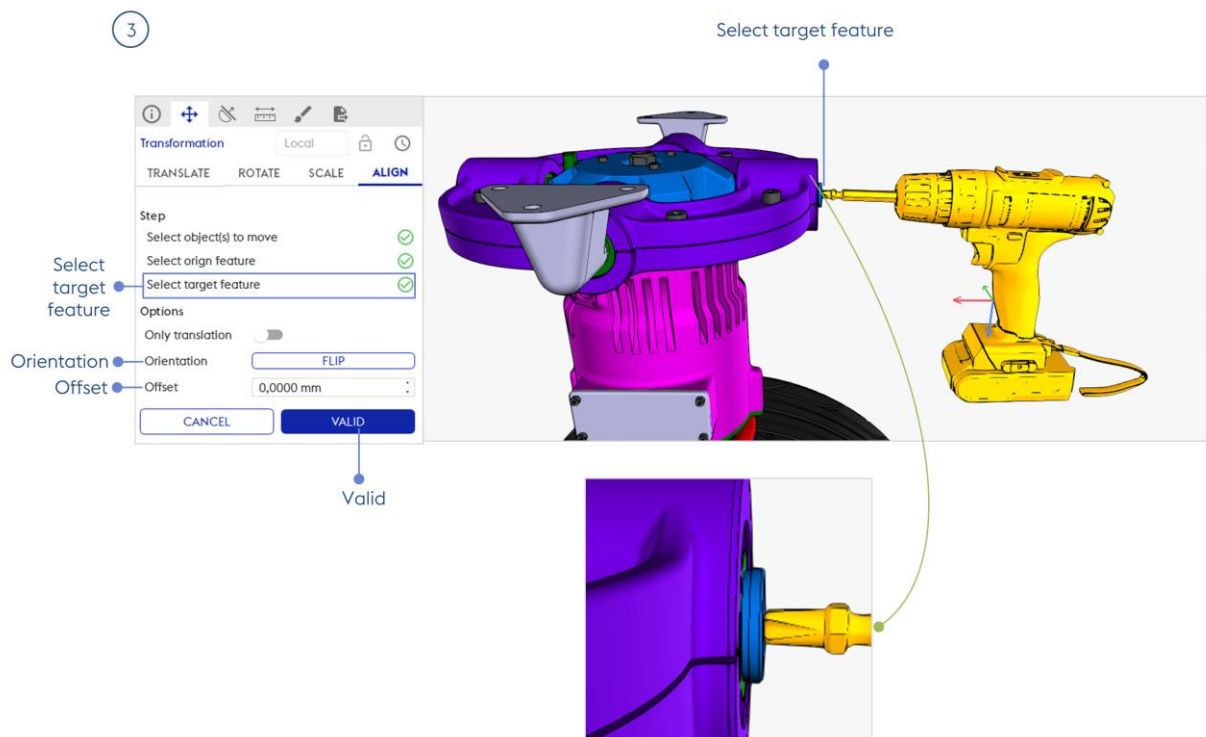 3
Select target feature
Transformation
Local
TRANSLATE ROTATE SCALE ALIGN
Step
Select object(s) to move
Select orign feature
Select target feature
Select
target
feature
Options
Only translation
Orientation
Orientation FLIP
Offset
Offset 0,0000 mm
CANCEL VALID
Valid